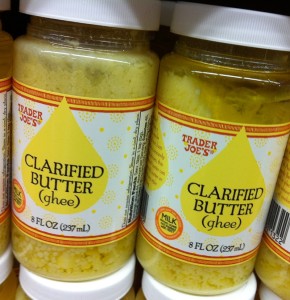 TRADER
JOE'S
CLARIFIED
BUTTER
(ghee)
8 FL OZ (237 mL)
TRADER
JOE'S
CLARIFIED
BUTTER
(ghee)
MILK
8 FL OZ (237 mL)